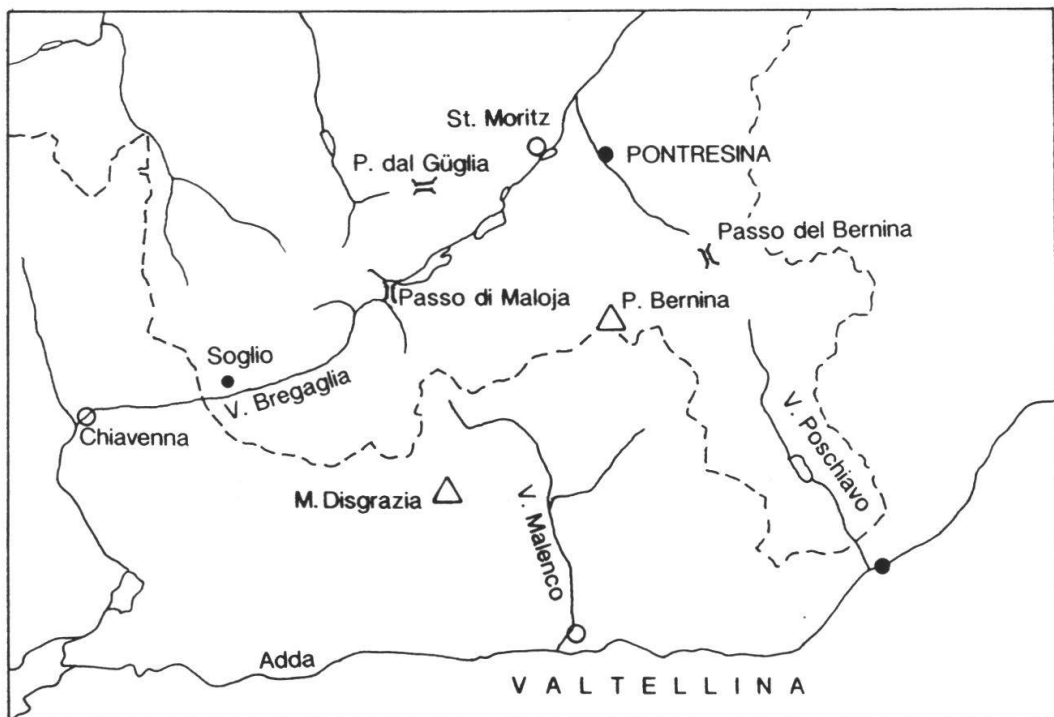 St. Moritz
P. dal Güglia
PONTRESINA
Passo del Bernina
Passo di Maloja
P. Bernina
Soglio
V. Bregaglia
Chiavenna
V. Poschiavo
M. Disgrazia
V. Malenco
Adda
VALTELLINA